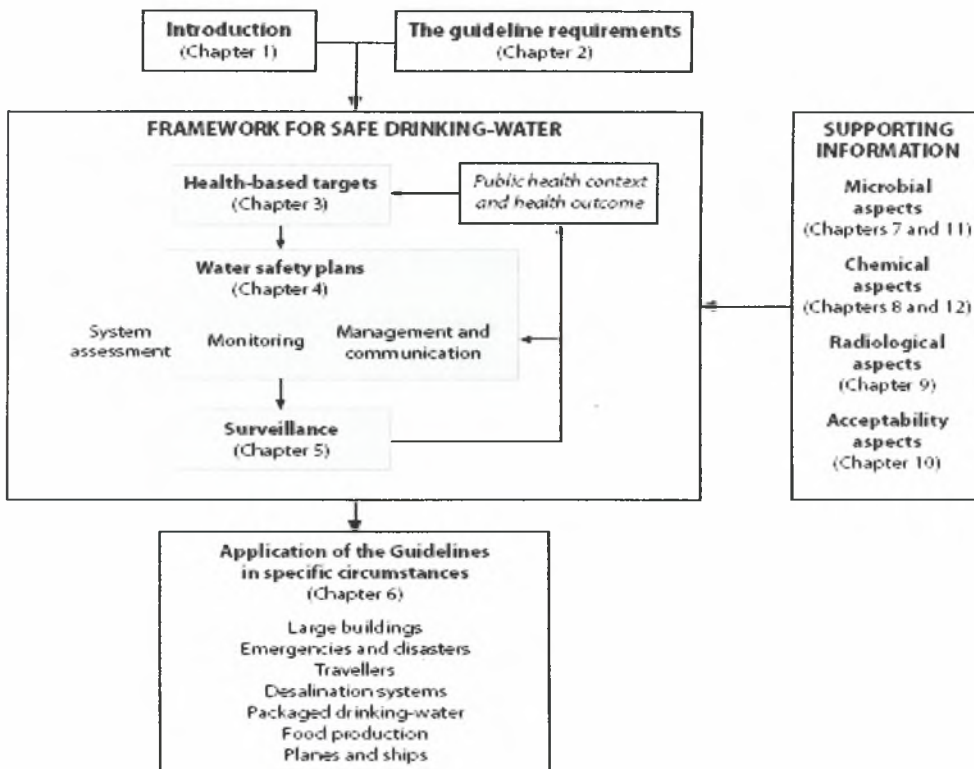 Introduction
(Chapter 1)
The guideline requirements
(Chapter 2)
FRAMEWORK FOR SAFE DRINKING-WATER
Health-based targets
(Chapter 3)
Public health context
and health outcome
Water safety plans
(Chapter 4)
System
assessment
Monitoring
Management and
communication
Surveillance
(Chapter 5)
SUPPORTING
INFORMATION
Microbial
aspects
(Chapters 7 and 11)
Chemical
aspects
(Chapters 8 and 12)
Radiological
aspects
(Chapter 9)
Acceptability
aspects
(Chapter 10)
Application of the Guidelines
in specific circumstances
(Chapter 6)
Large buildings
Emergencies and disasters
Travellers
Desalination systems
Packaged drinking-water
Food production
Planes and ships